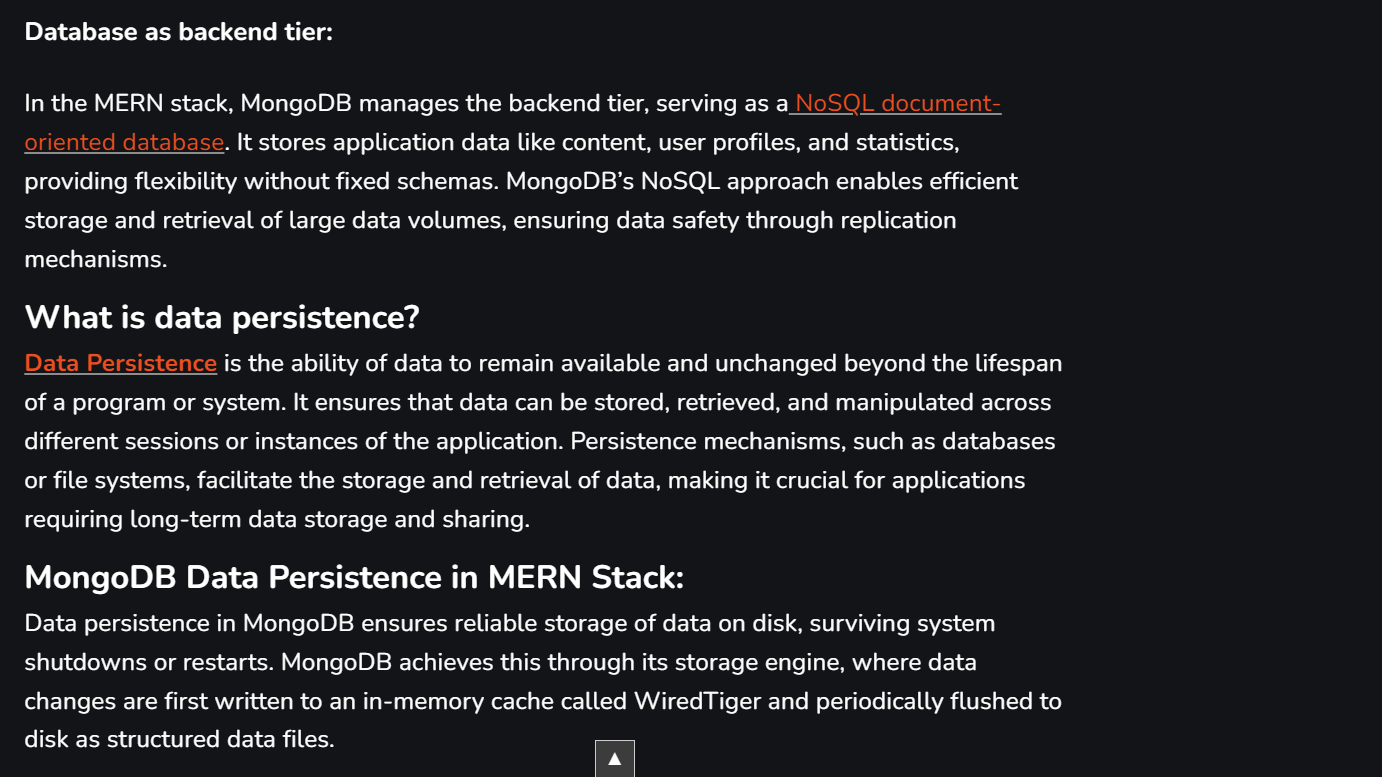 Database as backend tier:
In the MERN stack, MongoDB manages the backend tier, serving as a NoSQL document-
oriented database. It stores application data like content, user profiles, and statistics,
providing flexibility without fixed schemas. MongoDB’s NoSQL approach enables efficient
storage and retrieval of large data volumes, ensuring data safety through replication
mechanisms.
What is data persistence?
Data Persistence is the ability of data to remain available and unchanged beyond the lifespan
of a program or system. It ensures that data can be stored, retrieved, and manipulated across
different sessions or instances of the application. Persistence mechanisms, such as databases
or file systems, facilitate the storage and retrieval of data, making it crucial for applications
requiring long-term data storage and sharing.
MongoDB Data Persistence in MERN Stack:
Data persistence in MongoDB ensures reliable storage of data on disk, surviving system
shutdowns or restarts. MongoDB achieves this through its storage engine, where data
changes are first written to an in-memory cache called WiredTiger and periodically flushed to
disk as structured data files.